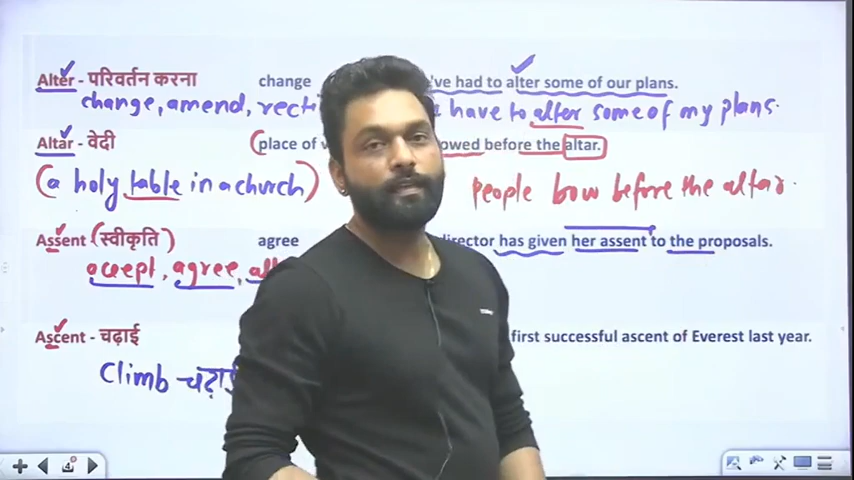 Alter - परिवर्तन करना change 've had to alter some of our plans.
change, amend, have to alter some of my plans.
Altar - वेदी (place of owed before the altar.
(a holy table in a church) people bow before the altar.
Assent (स्वीकृति) agree director has given her assent to the proposals.
accept, agree,
Ascent - चढ़ाई first successful ascent of Everest last year.
Climb - चढ़ाई